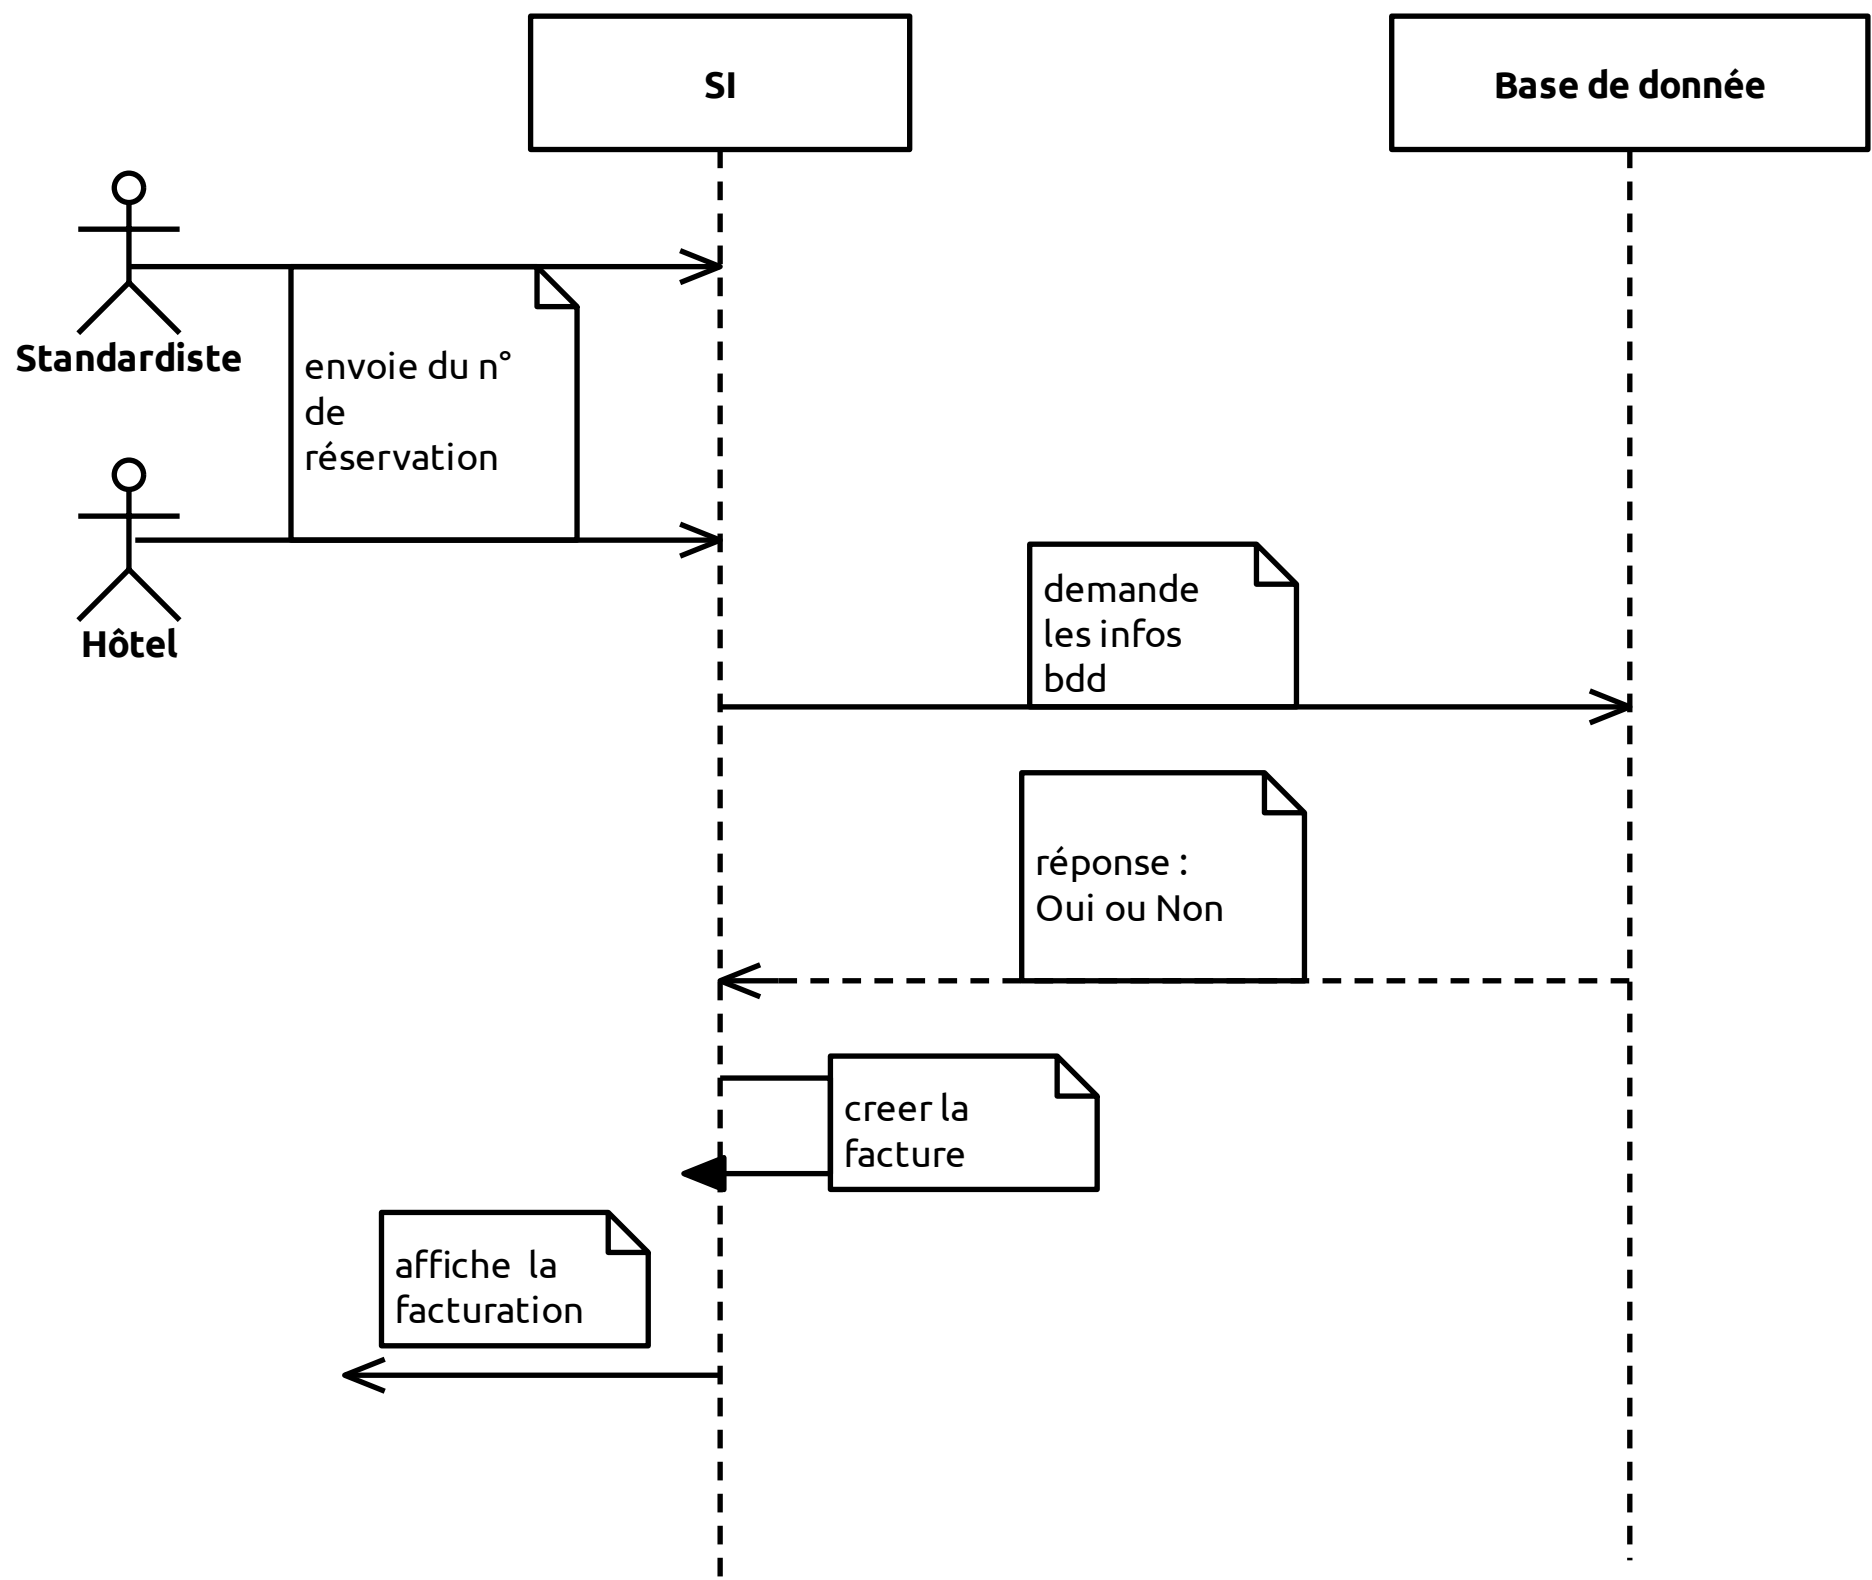 SI
Base de donnée
Standardiste
envoie du n°
de
réservation
Hôtel
demande
les infos
bdd
réponse :
Oui ou Non
creer la
facture
affiche  la
facturation